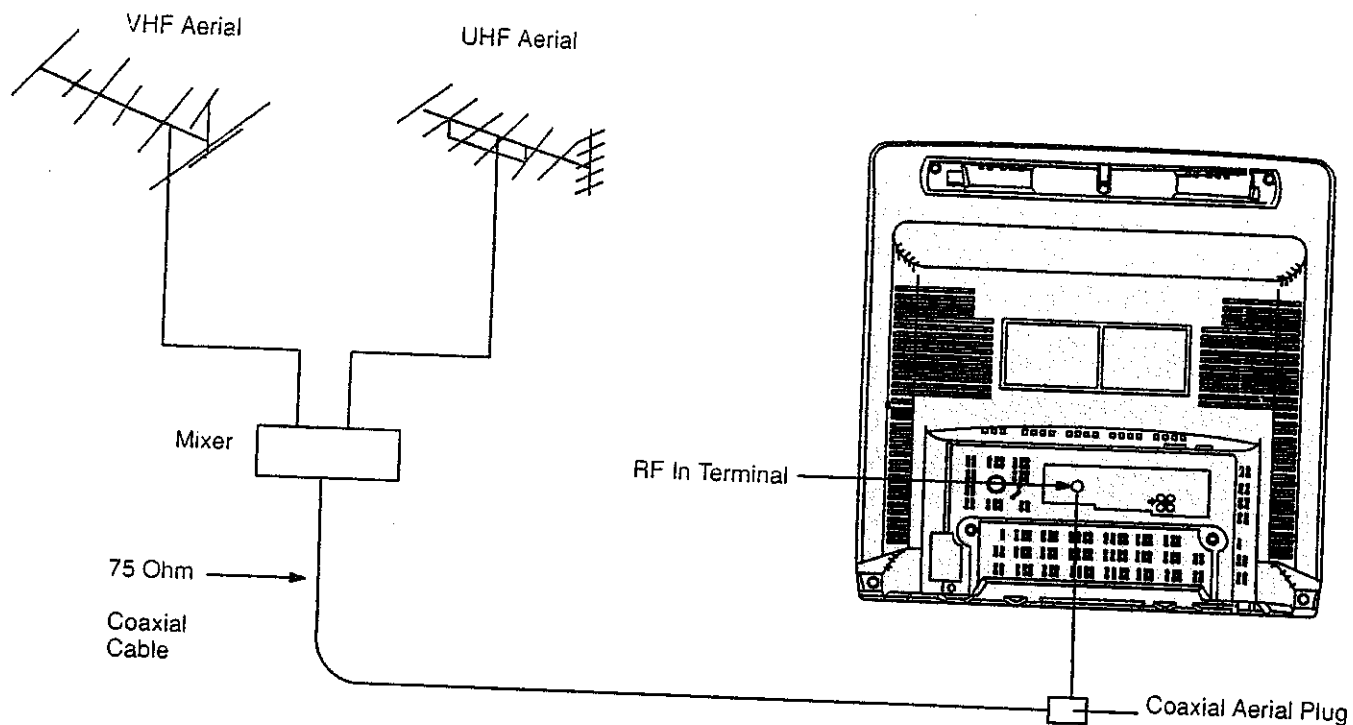 VHF Aerial
UHF Aerial
Mixer
RF In Terminal
75 Ohm
Coaxial
Cable
Coaxial Aerial Plug